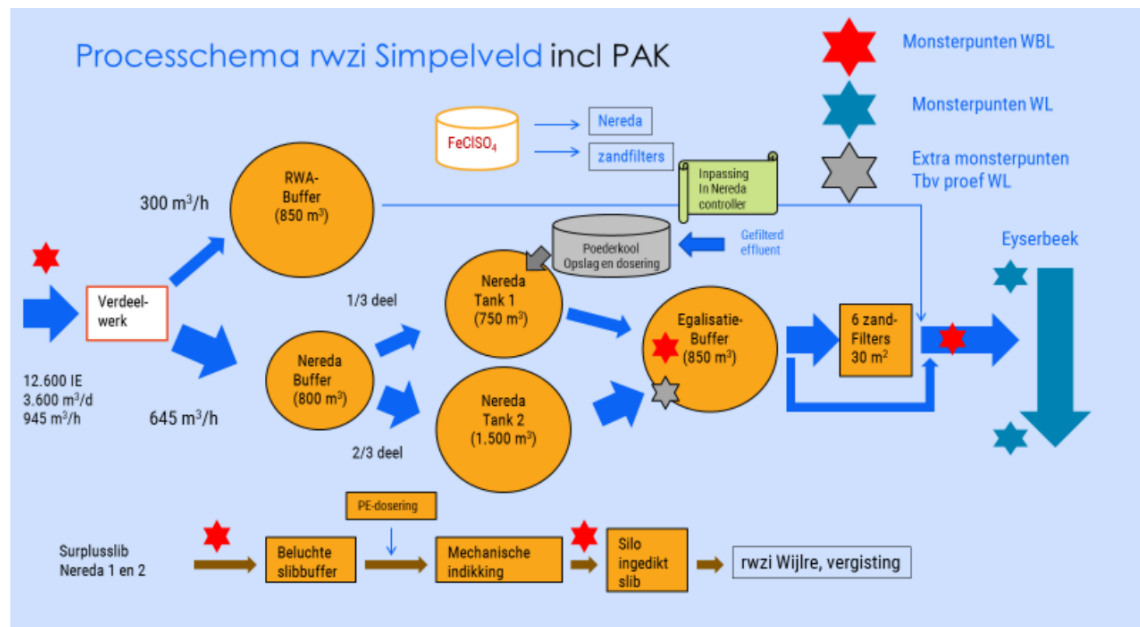 Processchema rwzi Simpelveld incl PAK
Monsterpunten WBL
Monsterpunten WL
Extra monsterpunten
Tbv proef WL
FeClSO₄
Nereda
zandfilters
Inpassing
In Nereda
controller
RWA-
Buffer
(850 m³)
300 m³/h
Poederkool
Opslag en dosering
Gefilterd
effluent
Eyserbeek
Verdeel-
werk
1/3 deel
Nereda
Tank 1
(750 m³)
Egalisatie-
Buffer
(850 m³)
6 zand-
Filters
30 m²
Nereda
Buffer
(800 m³)
12.600 IE
3.600 m³/d
945 m³/h
645 m³/h
Nereda
Tank 2
(1.500 m³)
2/3 deel
PE-dosering
Surplusslib
Nereda 1 en 2
Beluchte
slibbuffer
Mechanische
indikking
Silo
ingedikt
slib
rwzi Wijlre, vergisting